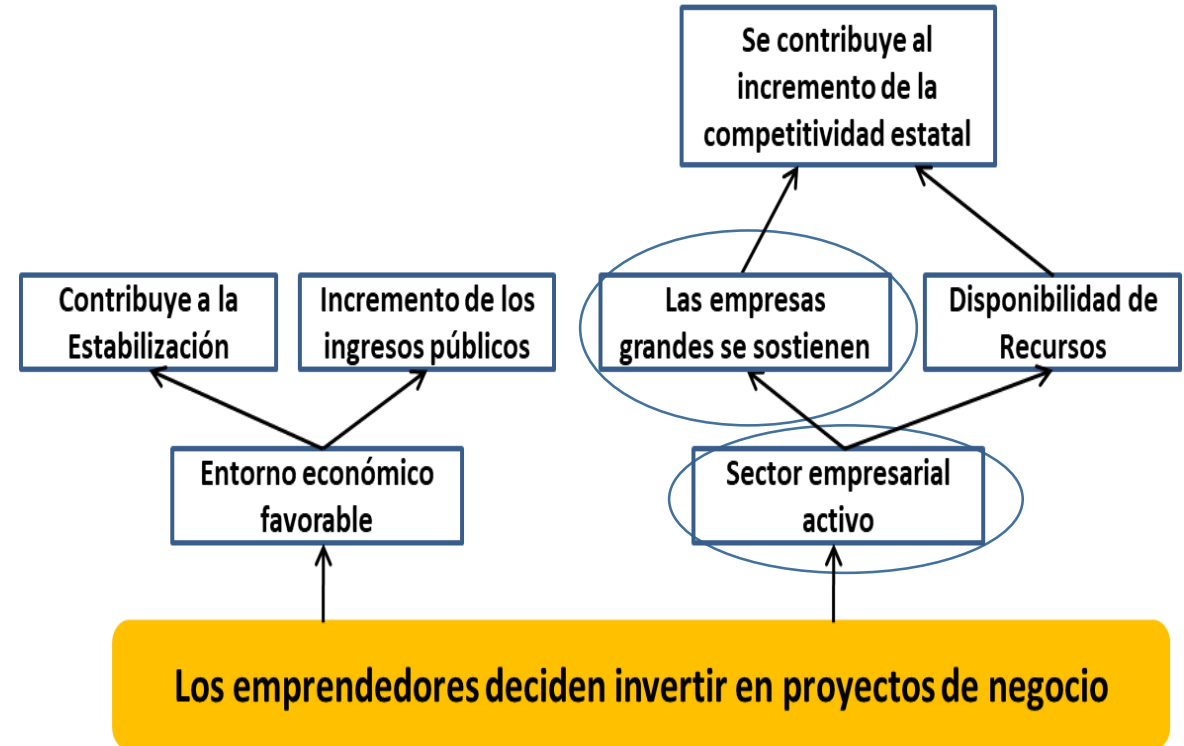 Se contribuye al
incremento de la
competitividad estatal
Contribuye a la
Estabilización
Incremento de los
ingresos públicos
Las empresas
grandes se sostienen
Disponibilidad de
Recursos
Entorno económico
favorable
Sector empresarial
activo
Los emprendedores deciden invertir en proyectos de negocio